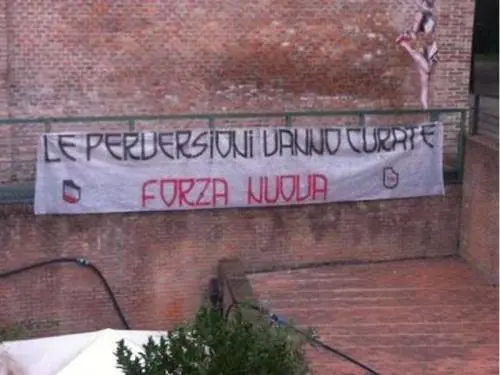 LE PERVERSIONI VANNO CURATE
FORZA NUOVA